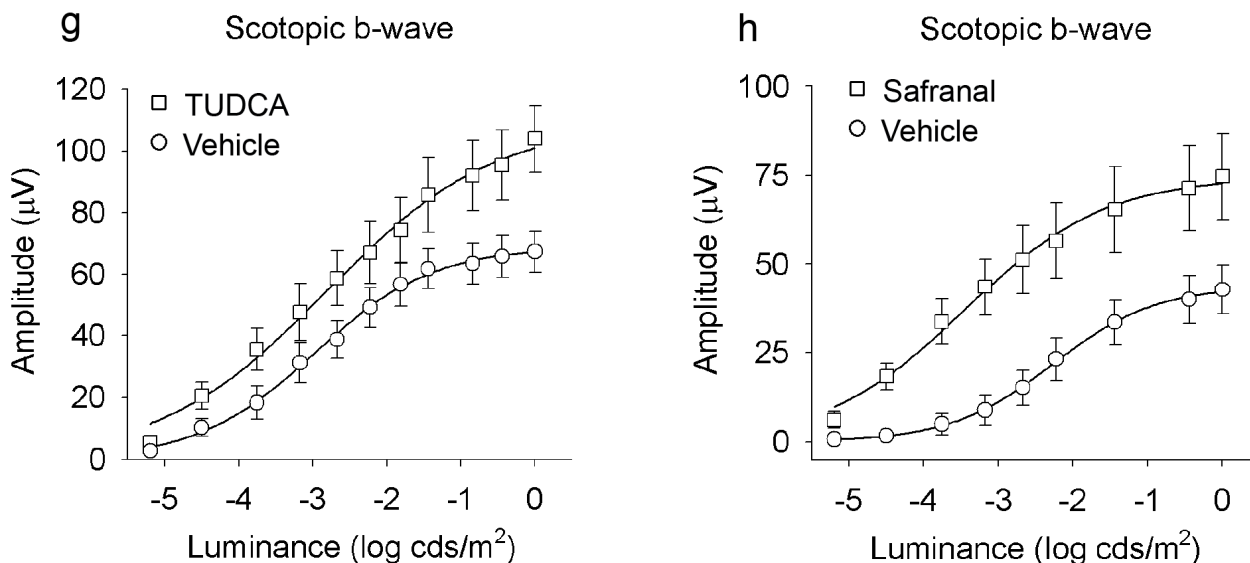 g
Scotopic b-wave
TUDCA
Vehicle
120
100
80
60
40
20
0
Amplitude (µV)
-5 -4 -3 -2 -1 0
Luminance (log cds/m²)
h
Scotopic b-wave
Safranal
Vehicle
100
75
50
25
0
Amplitude (µV)
-5 -4 -3 -2 -1 0
Luminance (log cds/m²)